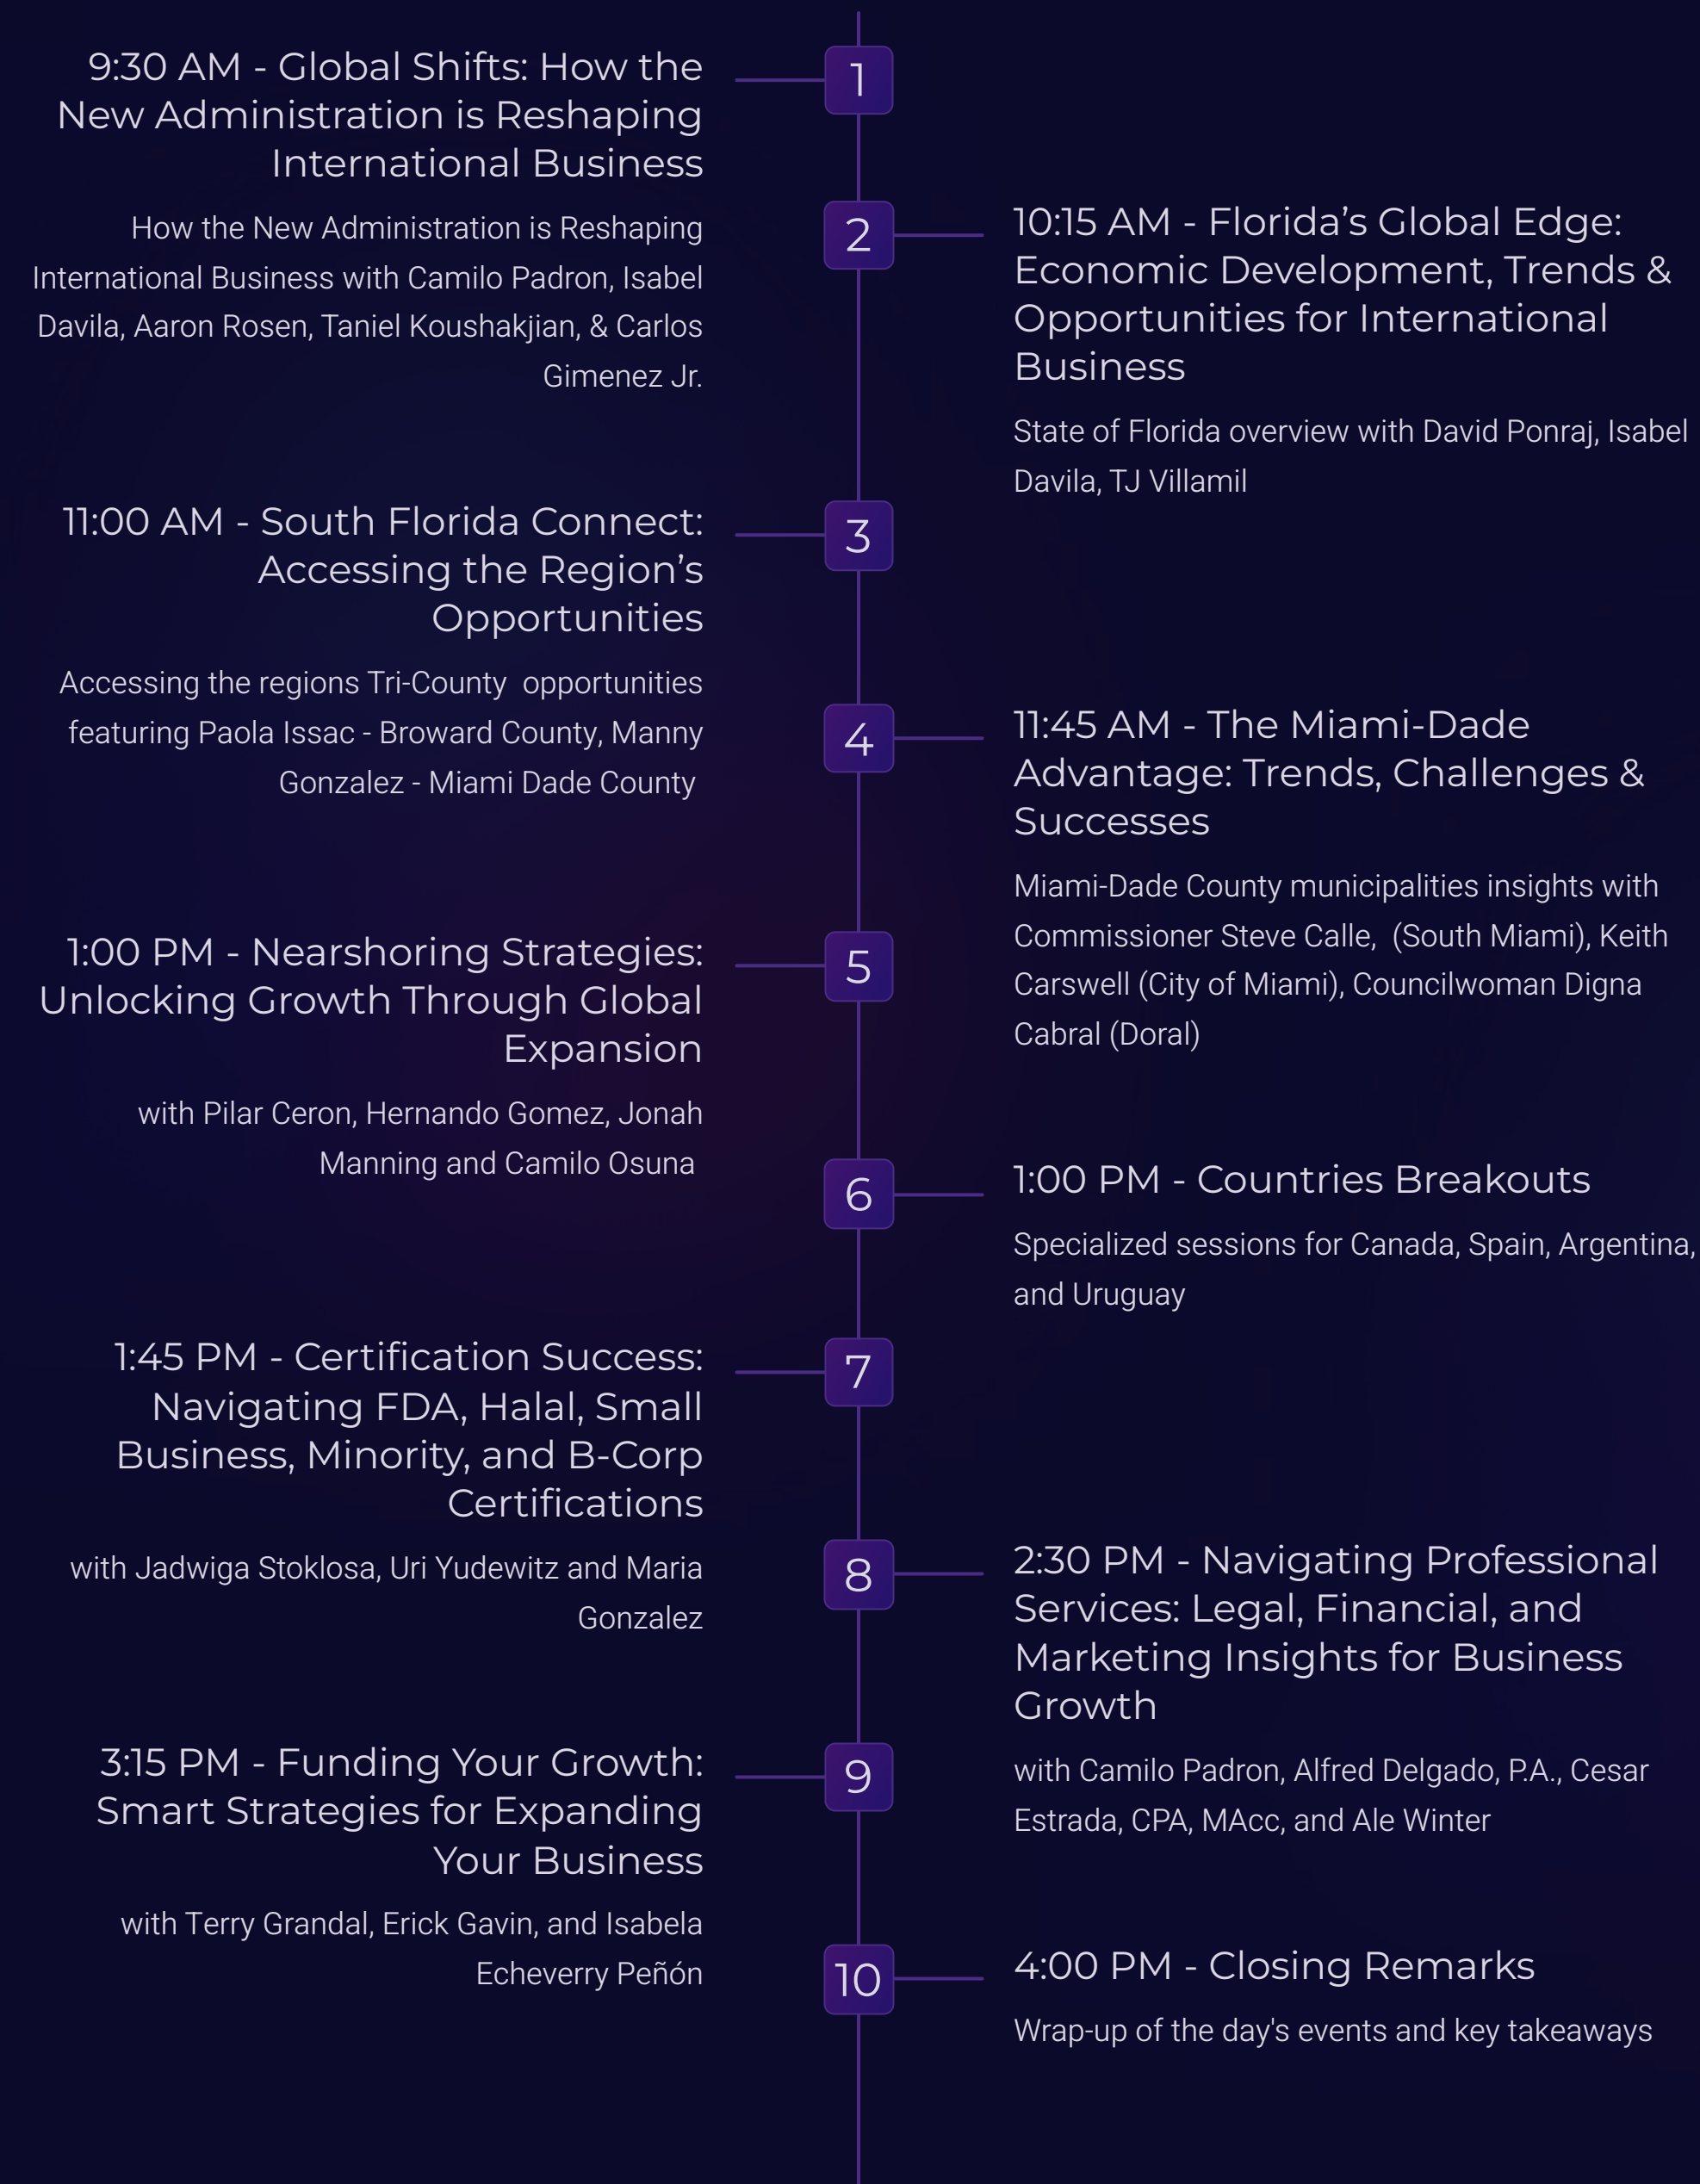 1
9:30 AM - Global Shifts: How the
New Administration is Reshaping
International Business
How the New Administration is Reshaping
International Business with Camilo Padron, Isabel
Davila, Aaron Rosen, Taniel Koushakjian, & Carlos
Gimenez Jr.
2
10:15 AM - Florida’s Global Edge:
Economic Development, Trends &
Opportunities for International
Business
State of Florida overview with David Ponraj, Isabel
Davila, TJ Villamil
3
11:00 AM - South Florida Connect:
Accessing the Region’s
Opportunities
Accessing the regions Tri-County  opportunities
featuring Paola Issac - Broward County, Manny
Gonzalez - Miami Dade County
4
11:45 AM - The Miami-Dade
Advantage: Trends, Challenges &
Successes
Miami-Dade County municipalities insights with
Commissioner Steve Calle,  (South Miami), Keith
Carswell (City of Miami), Councilwoman Digna
Cabral (Doral)
5
1:00 PM - Nearshoring Strategies:
Unlocking Growth Through Global
Expansion
with Pilar Ceron, Hernando Gomez, Jonah
Manning and Camilo Osuna
6
1:00 PM - Countries Breakouts
Specialized sessions for Canada, Spain, Argentina,
and Uruguay
7
1:45 PM - Certification Success:
Navigating FDA, Halal, Small
Business, Minority, and B-Corp
Certifications
with Jadwiga Stoklosa, Uri Yudewitz and Maria
Gonzalez
8
2:30 PM - Navigating Professional
Services: Legal, Financial, and
Marketing Insights for Business
Growth
with Camilo Padron, Alfred Delgado, P.A., Cesar
Estrada, CPA, MAcc, and Ale Winter
9
3:15 PM - Funding Your Growth:
Smart Strategies for Expanding
Your Business
with Terry Grandal, Erick Gavin, and Isabela
Echeverry Peñón
10
4:00 PM - Closing Remarks
Wrap-up of the day's events and key takeaways